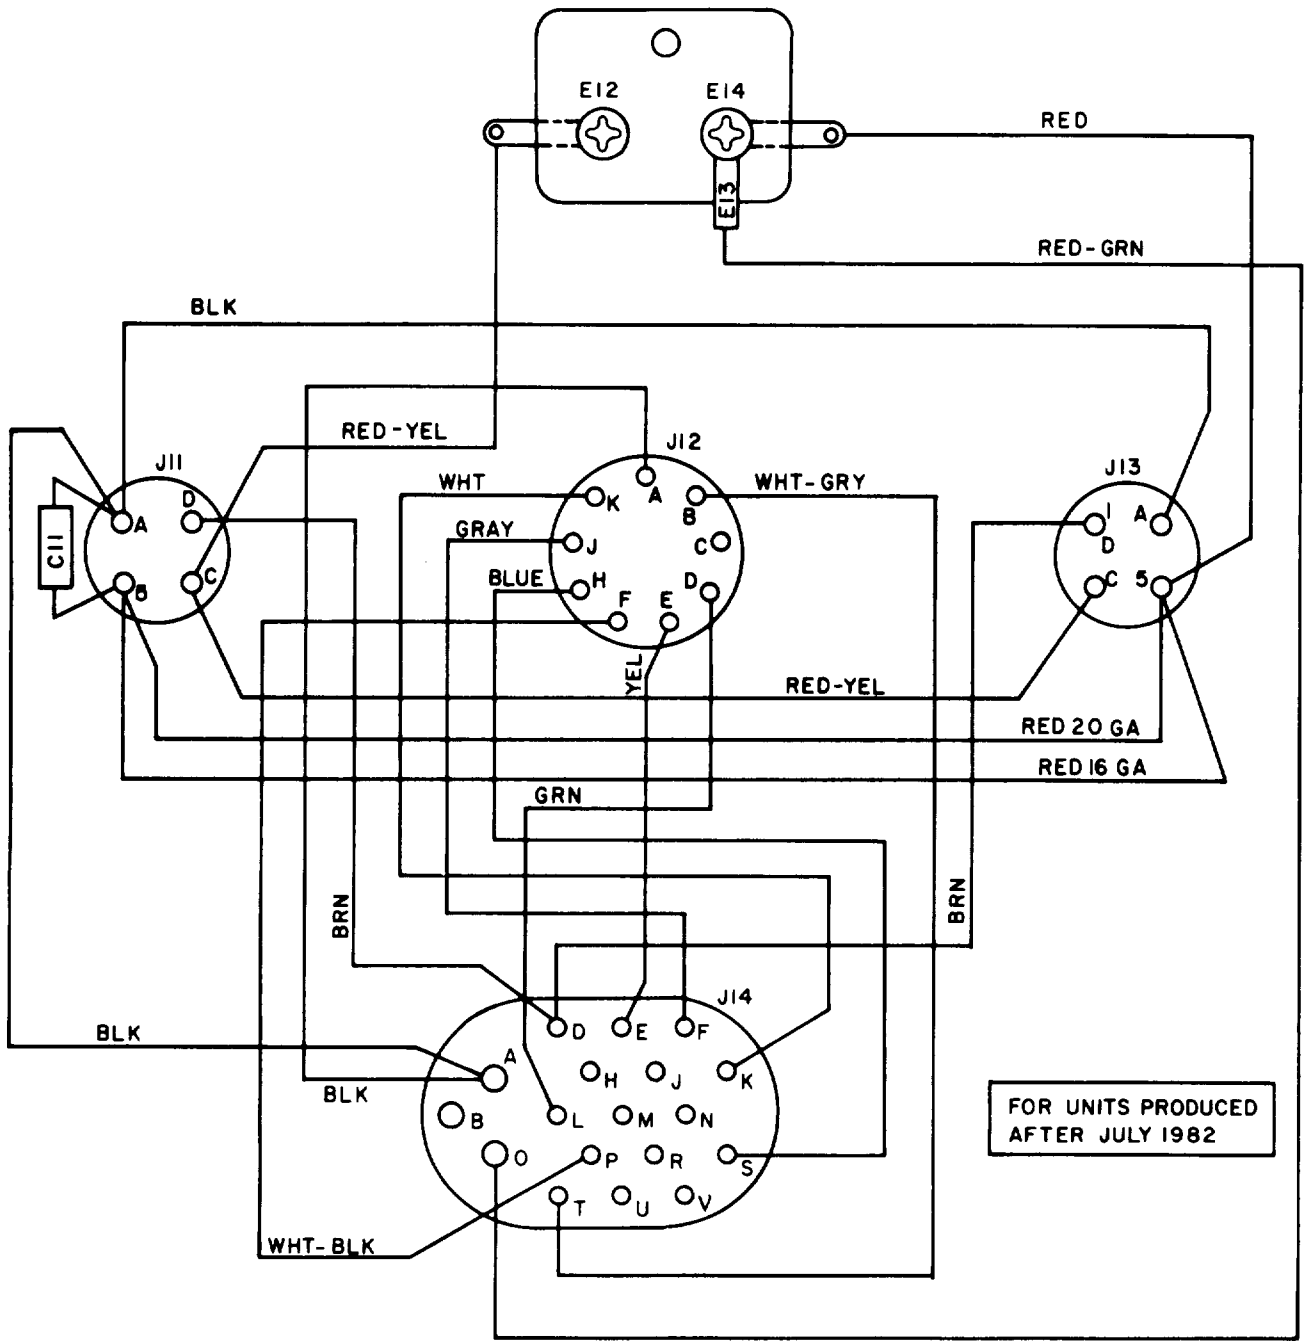 E12
E14
RED
E13
RED-GRN
BLK
RED-YEL
J12
J11
J13
WHT
A
WHT-GRY
K
B
D
A
I
A
GRAY
J
C
D
C11
BLUE
H
D
C
5
B
C
F
E
YEL
RED-YEL
RED 20 GA
RED 16 GA
GRN
BRN
BRN
J14
D
E
F
BLK
A
H
J
K
BLK
B
L
M
N
FOR UNITS PRODUCED
AFTER JULY 1982
O
P
R
S
T
U
V
WHT-BLK